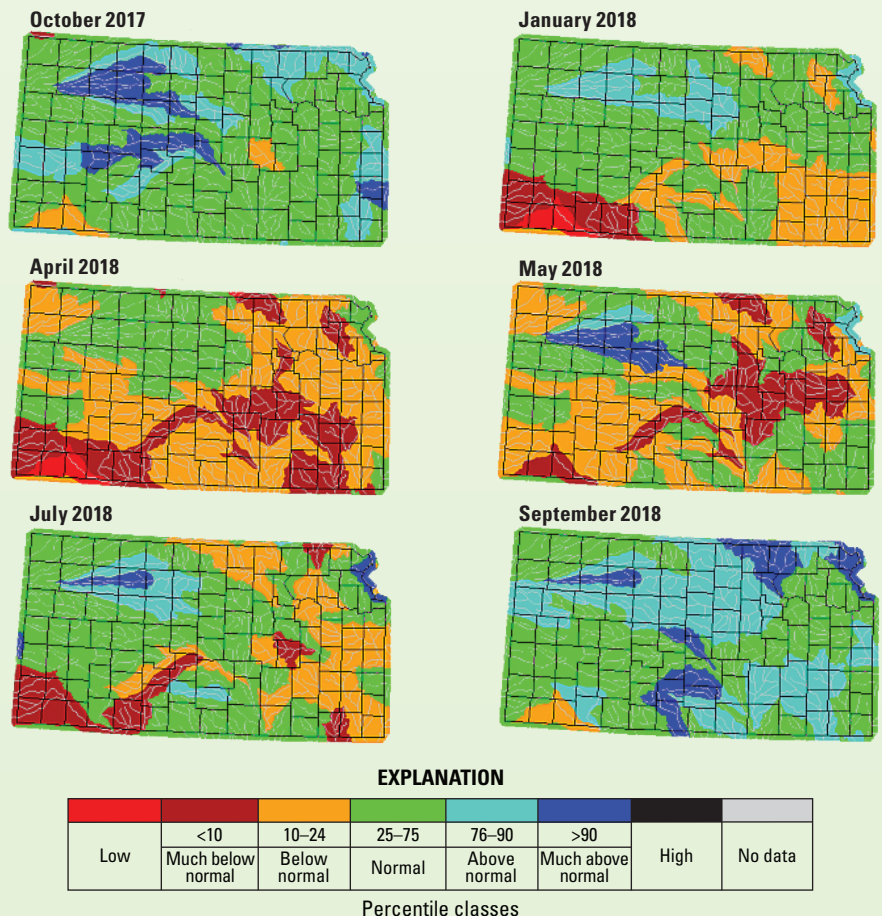 October 2017
January 2018
April 2018
May 2018
July 2018
September 2018
EXPLANATION
<10 10–24 25–75 76–90 >90
Low Much below normal Below normal Normal Above normal Much above normal High No data
Percentile classes